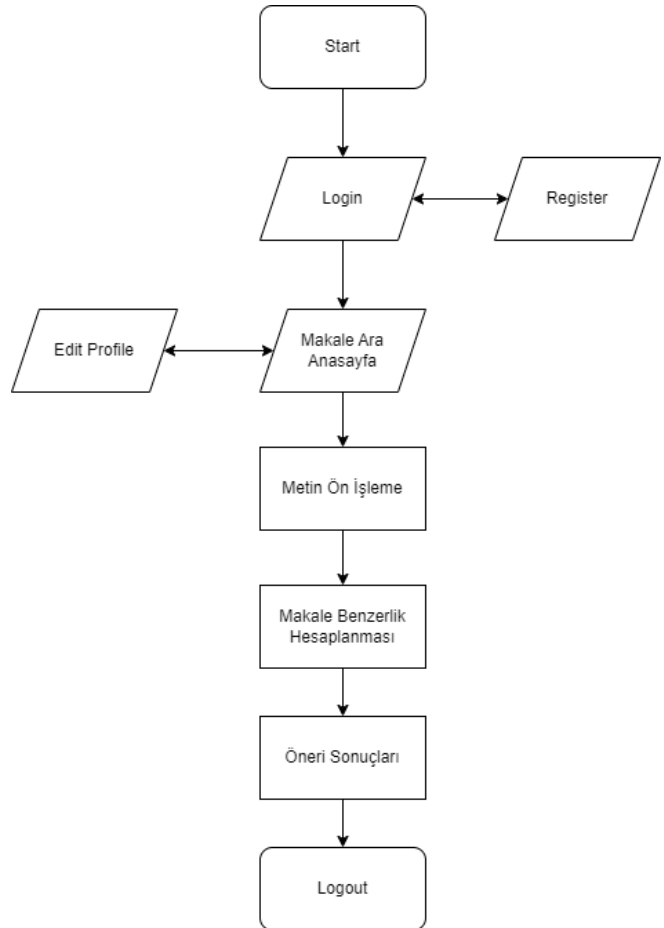 Start
Login
Register
Edit Profile
Makale Ara
Anasayfa
Metin Ön İşleme
Makale Benzerlik
Hesaplanması
Öneri Sonuçları
Logout